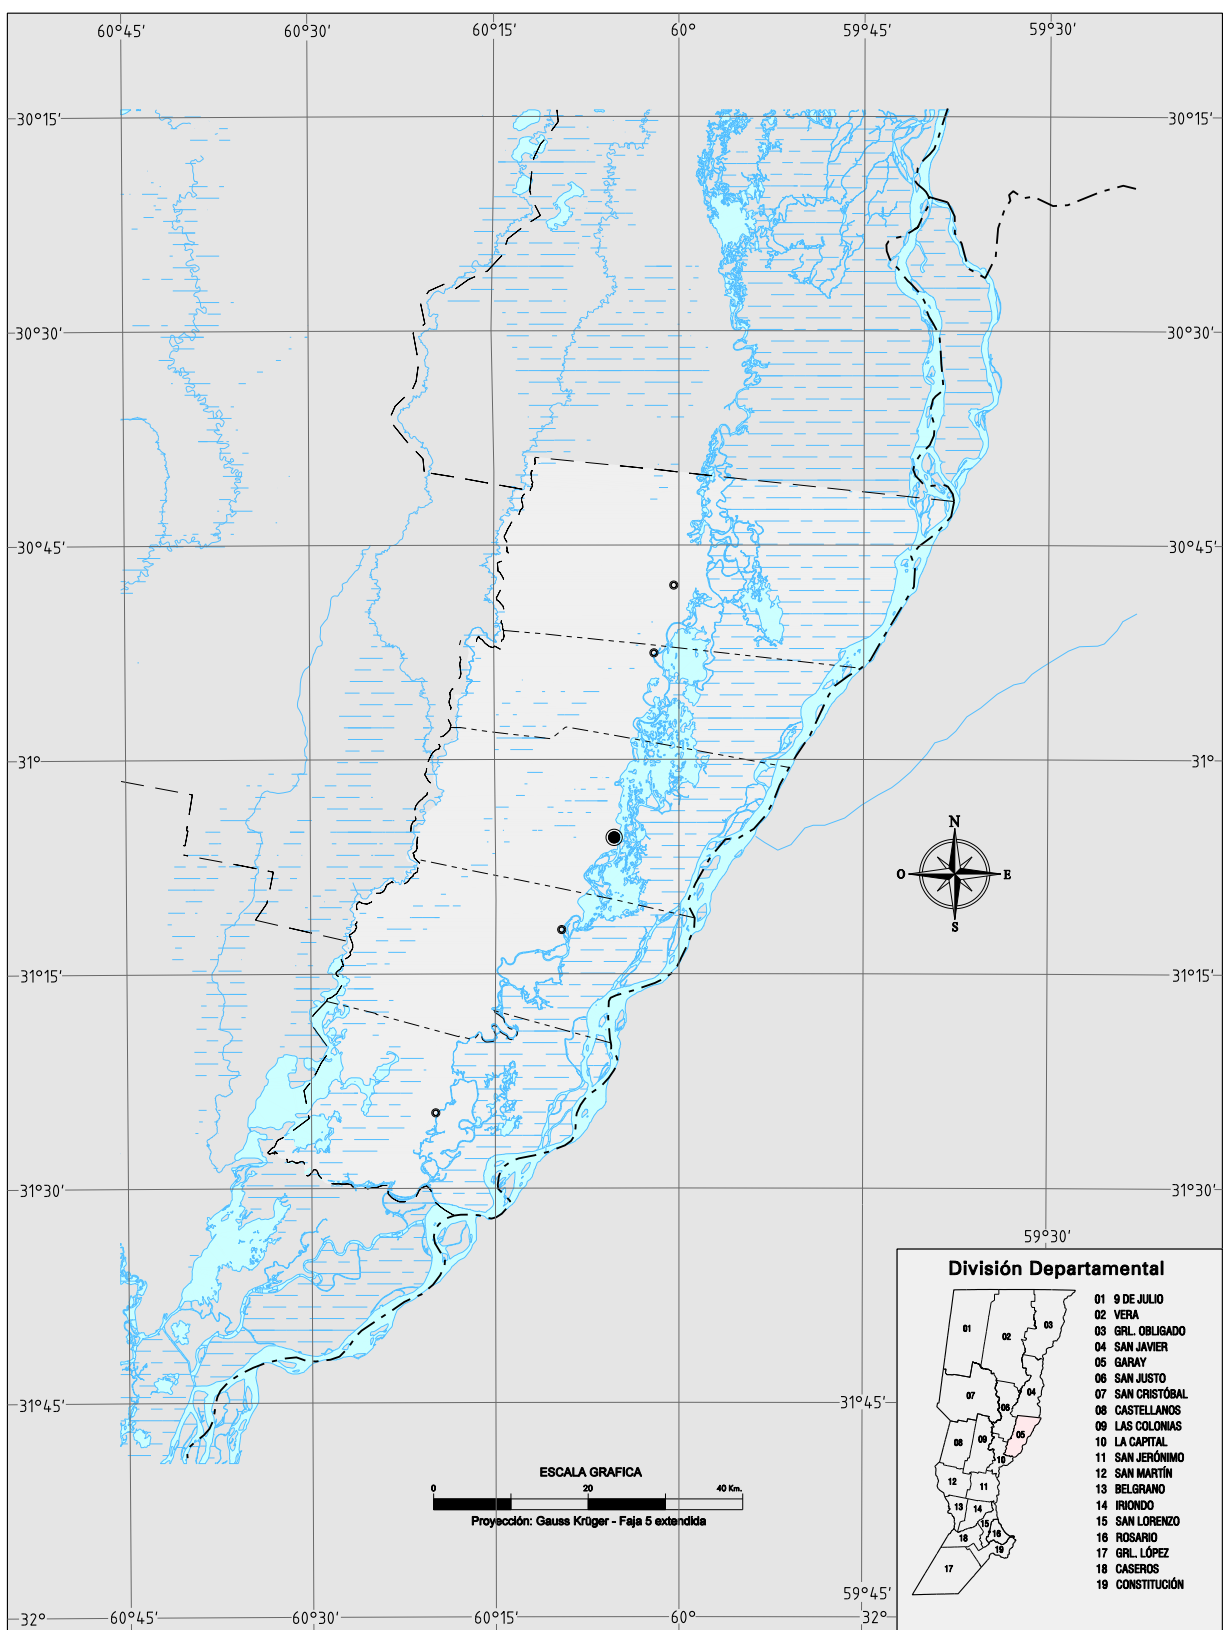 60°45' 60°30' 60°15' 60° 59°45' 59°30'
30°15' 30°15'
30°30' 30°30'
30°45' 30°45'
31° 31°
N
O E
S
31°15' 31°15'
31°30' 31°30'
59°30'
31°45' 31°45'
ESCALA GRAFICA
0 20 40 Km.
Proyección: Gauss Krüger - Faja 5 extendida
59°45'
32° 60°45' 60°30' 60°15' 60° 32°
División Departamental
01 9 DE JULIO
02 VERA
03 GRL. OBLIGADO
04 SAN JAVIER
05 GARAY
06 SAN JUSTO
07 SAN CRISTÓBAL
08 CASTELLANOS
09 LAS COLONIAS
10 LA CAPITAL
11 SAN JERÓNIMO
12 SAN MARTÍN
13 BELGRANO
14 IRIONDO
15 SAN LORENZO
16 ROSARIO
17 GRL. LÓPEZ
18 CASEROS
19 CONSTITUCIÓN
01 02 03
04
07 06
05
08 09
10
12 11
13 14
15 16
18
19
17